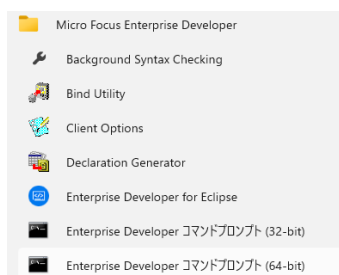 Micro Focus Enterprise Developer
Background Syntax Checking
Bind Utility
Client Options
Declaration Generator
Enterprise Developer for Eclipse
Enterprise Developer コマンドプロンプト (32-bit)
Enterprise Developer コマンドプロンプト (64-bit)